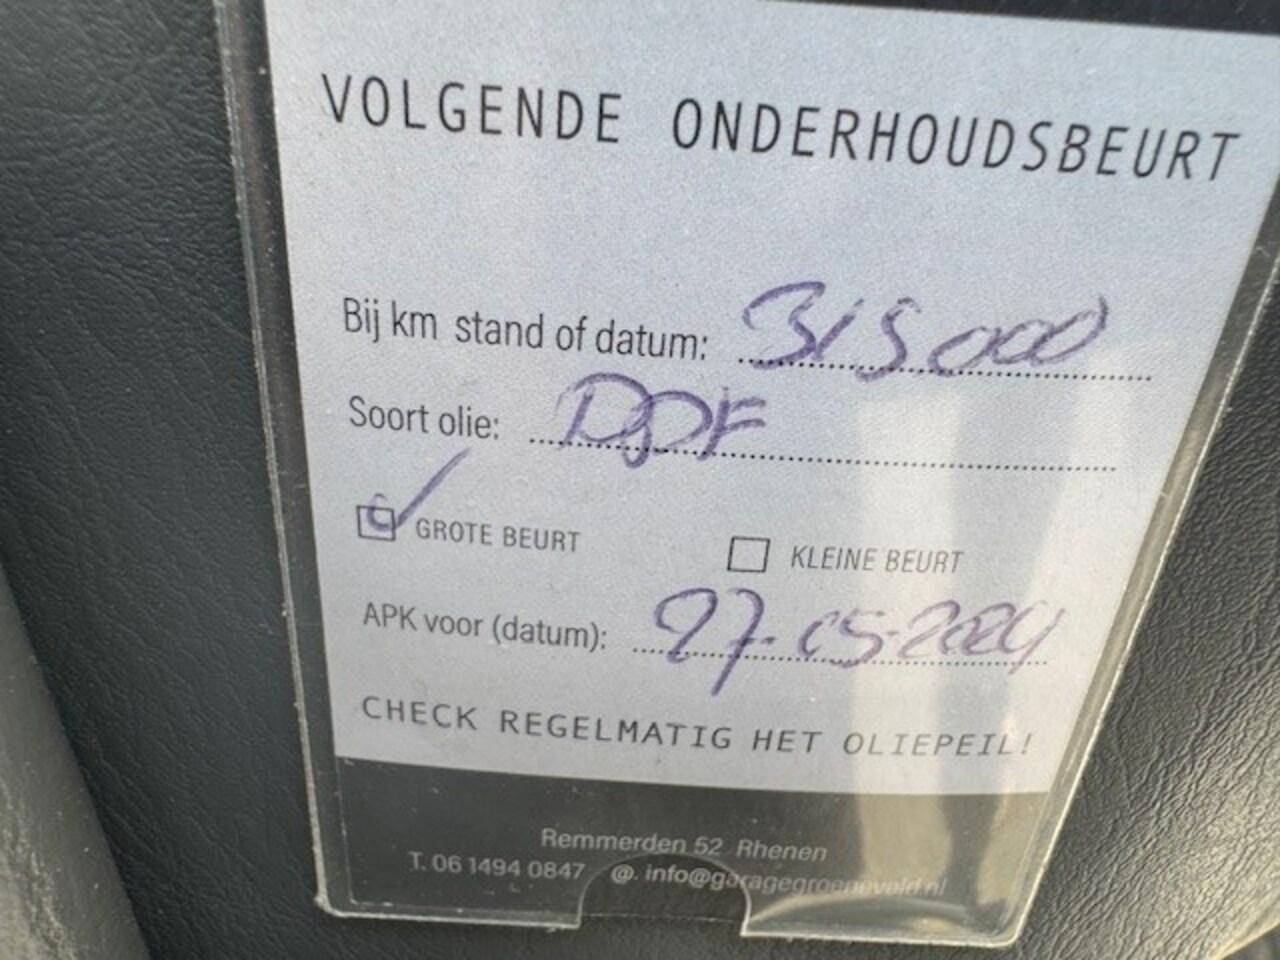 VOLGENDE ONDERHOUDSBEURT
Bij km stand of datum: 315000
Soort olie: DPF
GROTE BEURT KLEINE BEURT
APK voor (datum): 27-05-2024
CHECK REGELMATIG HET OLIEPEIL!
Remmerden 52 Rhenen
T. 06 1494 0847 @. info@garagegroeneveld.nl